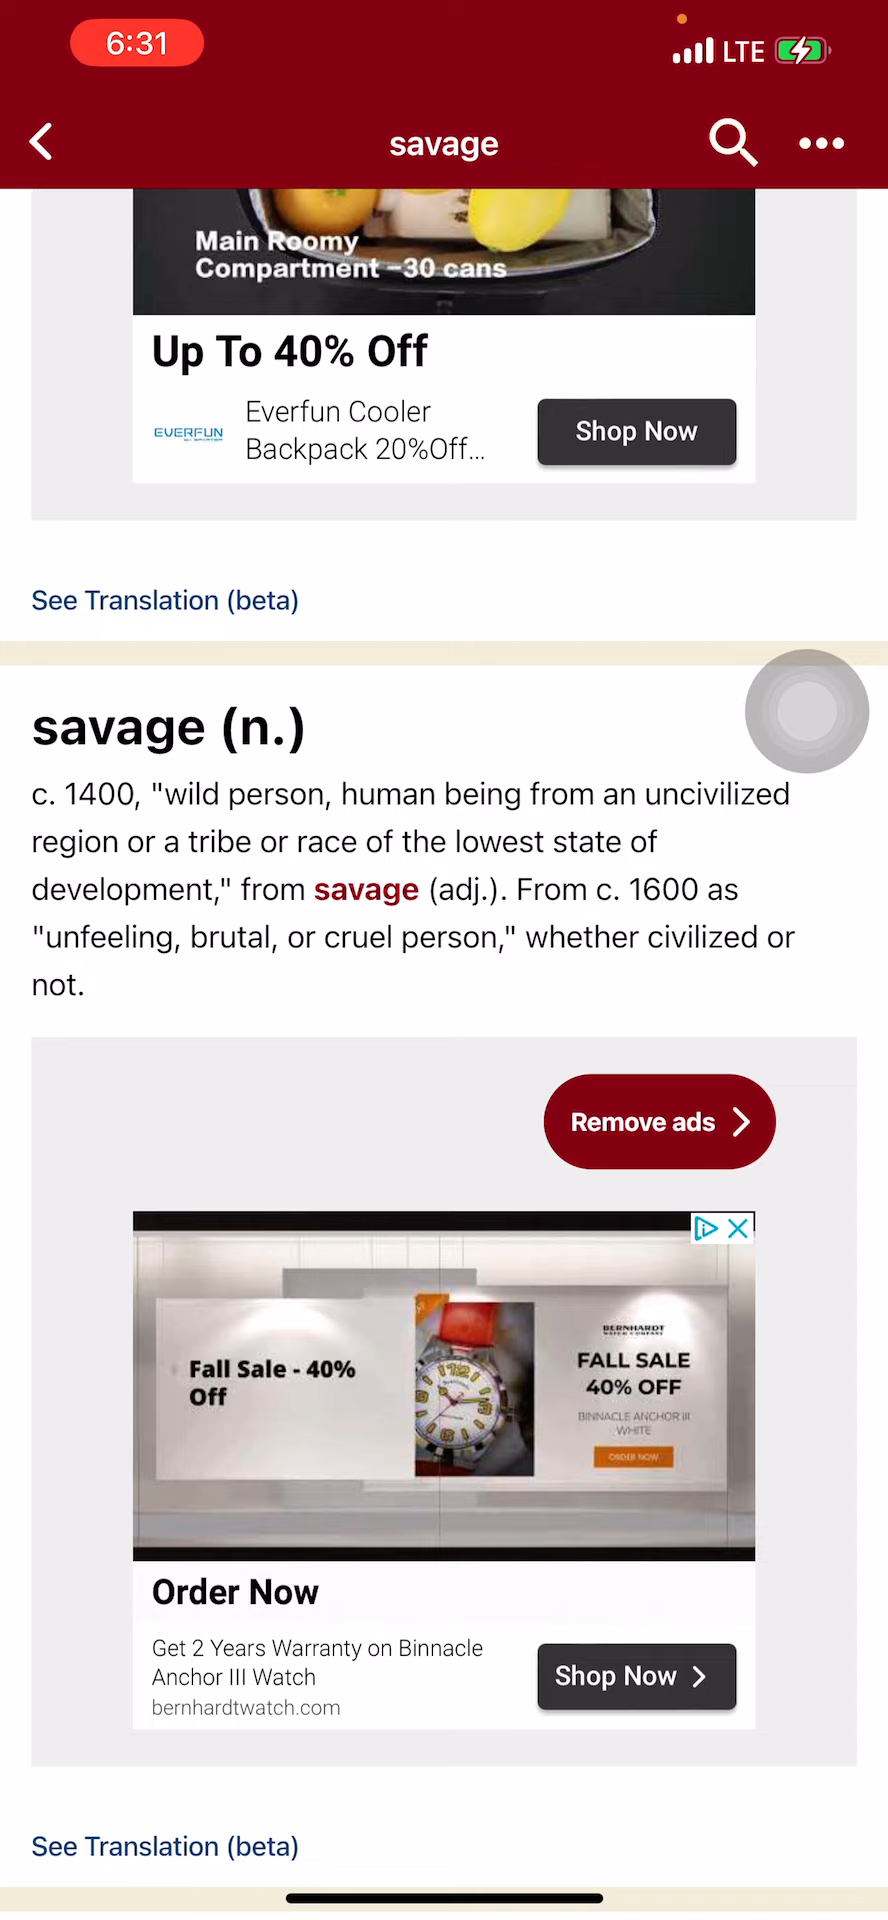 6:31
LTE
savage
Main Roomy
Compartment -30 cans
Up To 40% Off
EVERFUN
Everfun Cooler
Backpack 20%Off...
Shop Now
See Translation (beta)
savage (n.)
c. 1400, "wild person, human being from an uncivilized
region or a tribe or race of the lowest state of
development," from savage (adj.). From c. 1600 as
"unfeeling, brutal, or cruel person," whether civilized or
not.
Remove ads
Fall Sale - 40%
Off
BERNHARDT
WATCH COMPANY
FALL SALE
40% OFF
BINNACLE ANCHOR III
WHITE
ORDER NOW
Order Now
Get 2 Years Warranty on Binnacle
Anchor III Watch
bernhardtwatch.com
Shop Now
See Translation (beta)